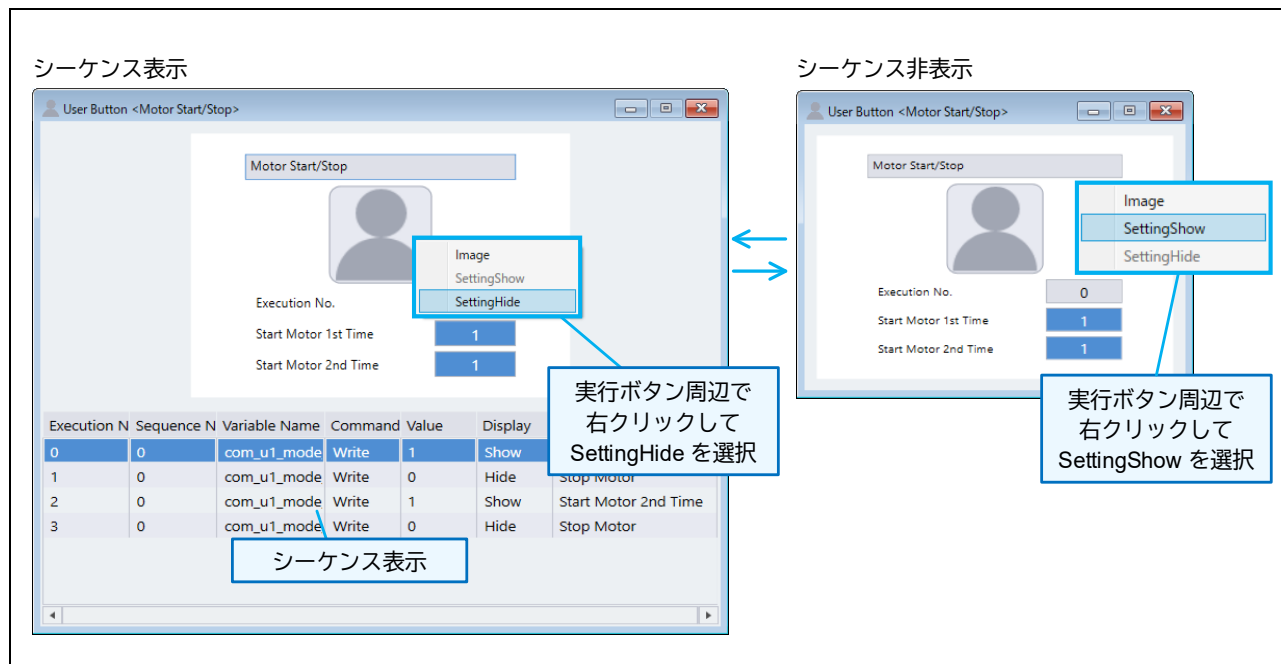 シーケンス表示
User Button <Motor Start/Stop>
Motor Start/Stop
Image
SettingShow
SettingHide
Execution No.
Start Motor 1st Time
1
Start Motor 2nd Time
1
実行ボタン周辺で
右クリックして
SettingHide を選択
Execution N Sequence N Variable Name Command Value Display
0 0 com_u1_mode Write 1 Show
1 0 com_u1_mode Write 0 Hide Stop Motor
2 0 com_u1_mode Write 1 Show Start Motor 2nd Time
3 0 com_u1_mode Write 0 Hide Stop Motor
シーケンス表示
シーケンス非表示
User Button <Motor Start/Stop>
Motor Start/Stop
Image
SettingShow
SettingHide
Execution No. 0
Start Motor 1st Time 1
Start Motor 2nd Time 1
実行ボタン周辺で
右クリックして
SettingShow を選択